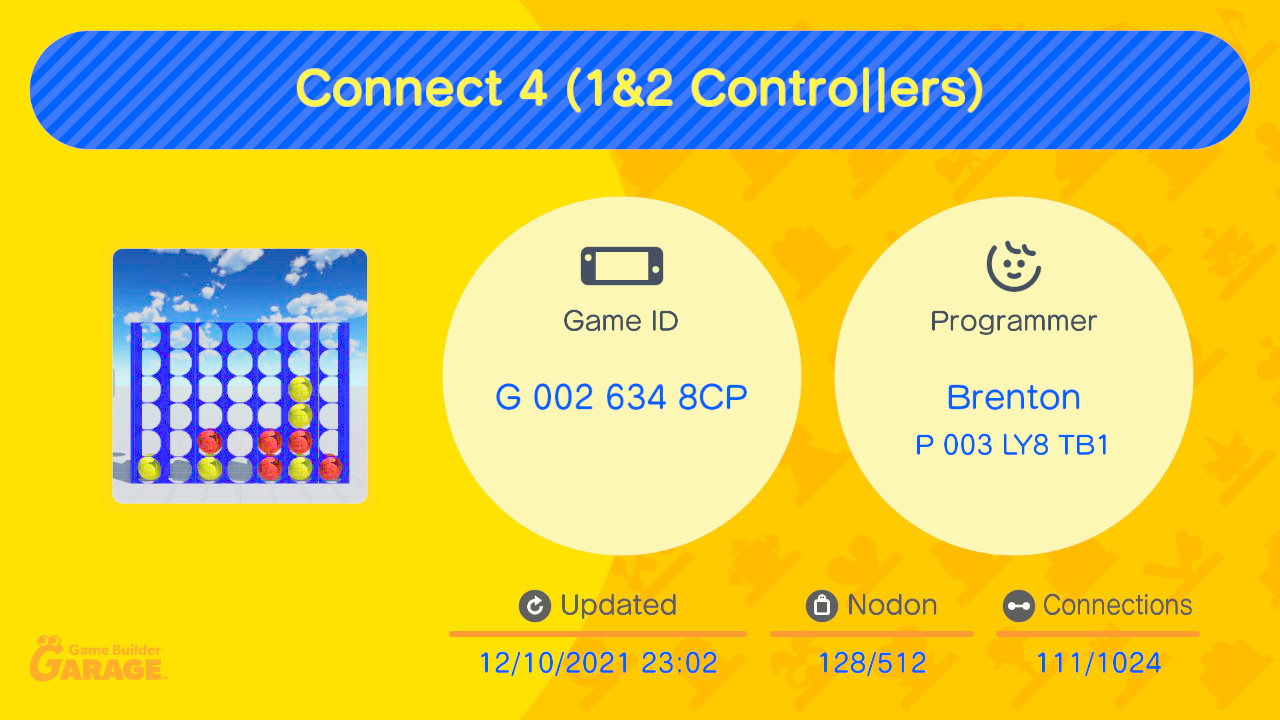 Connect 4 (1&2 Contro||ers)
Game ID
G 002 634 8CP
Programmer
Brenton
P 003 LY8 TB1
Updated
12/10/2021 23:02
Nodon
128/512
Connections
111/1024
Game Builder
GARAGE